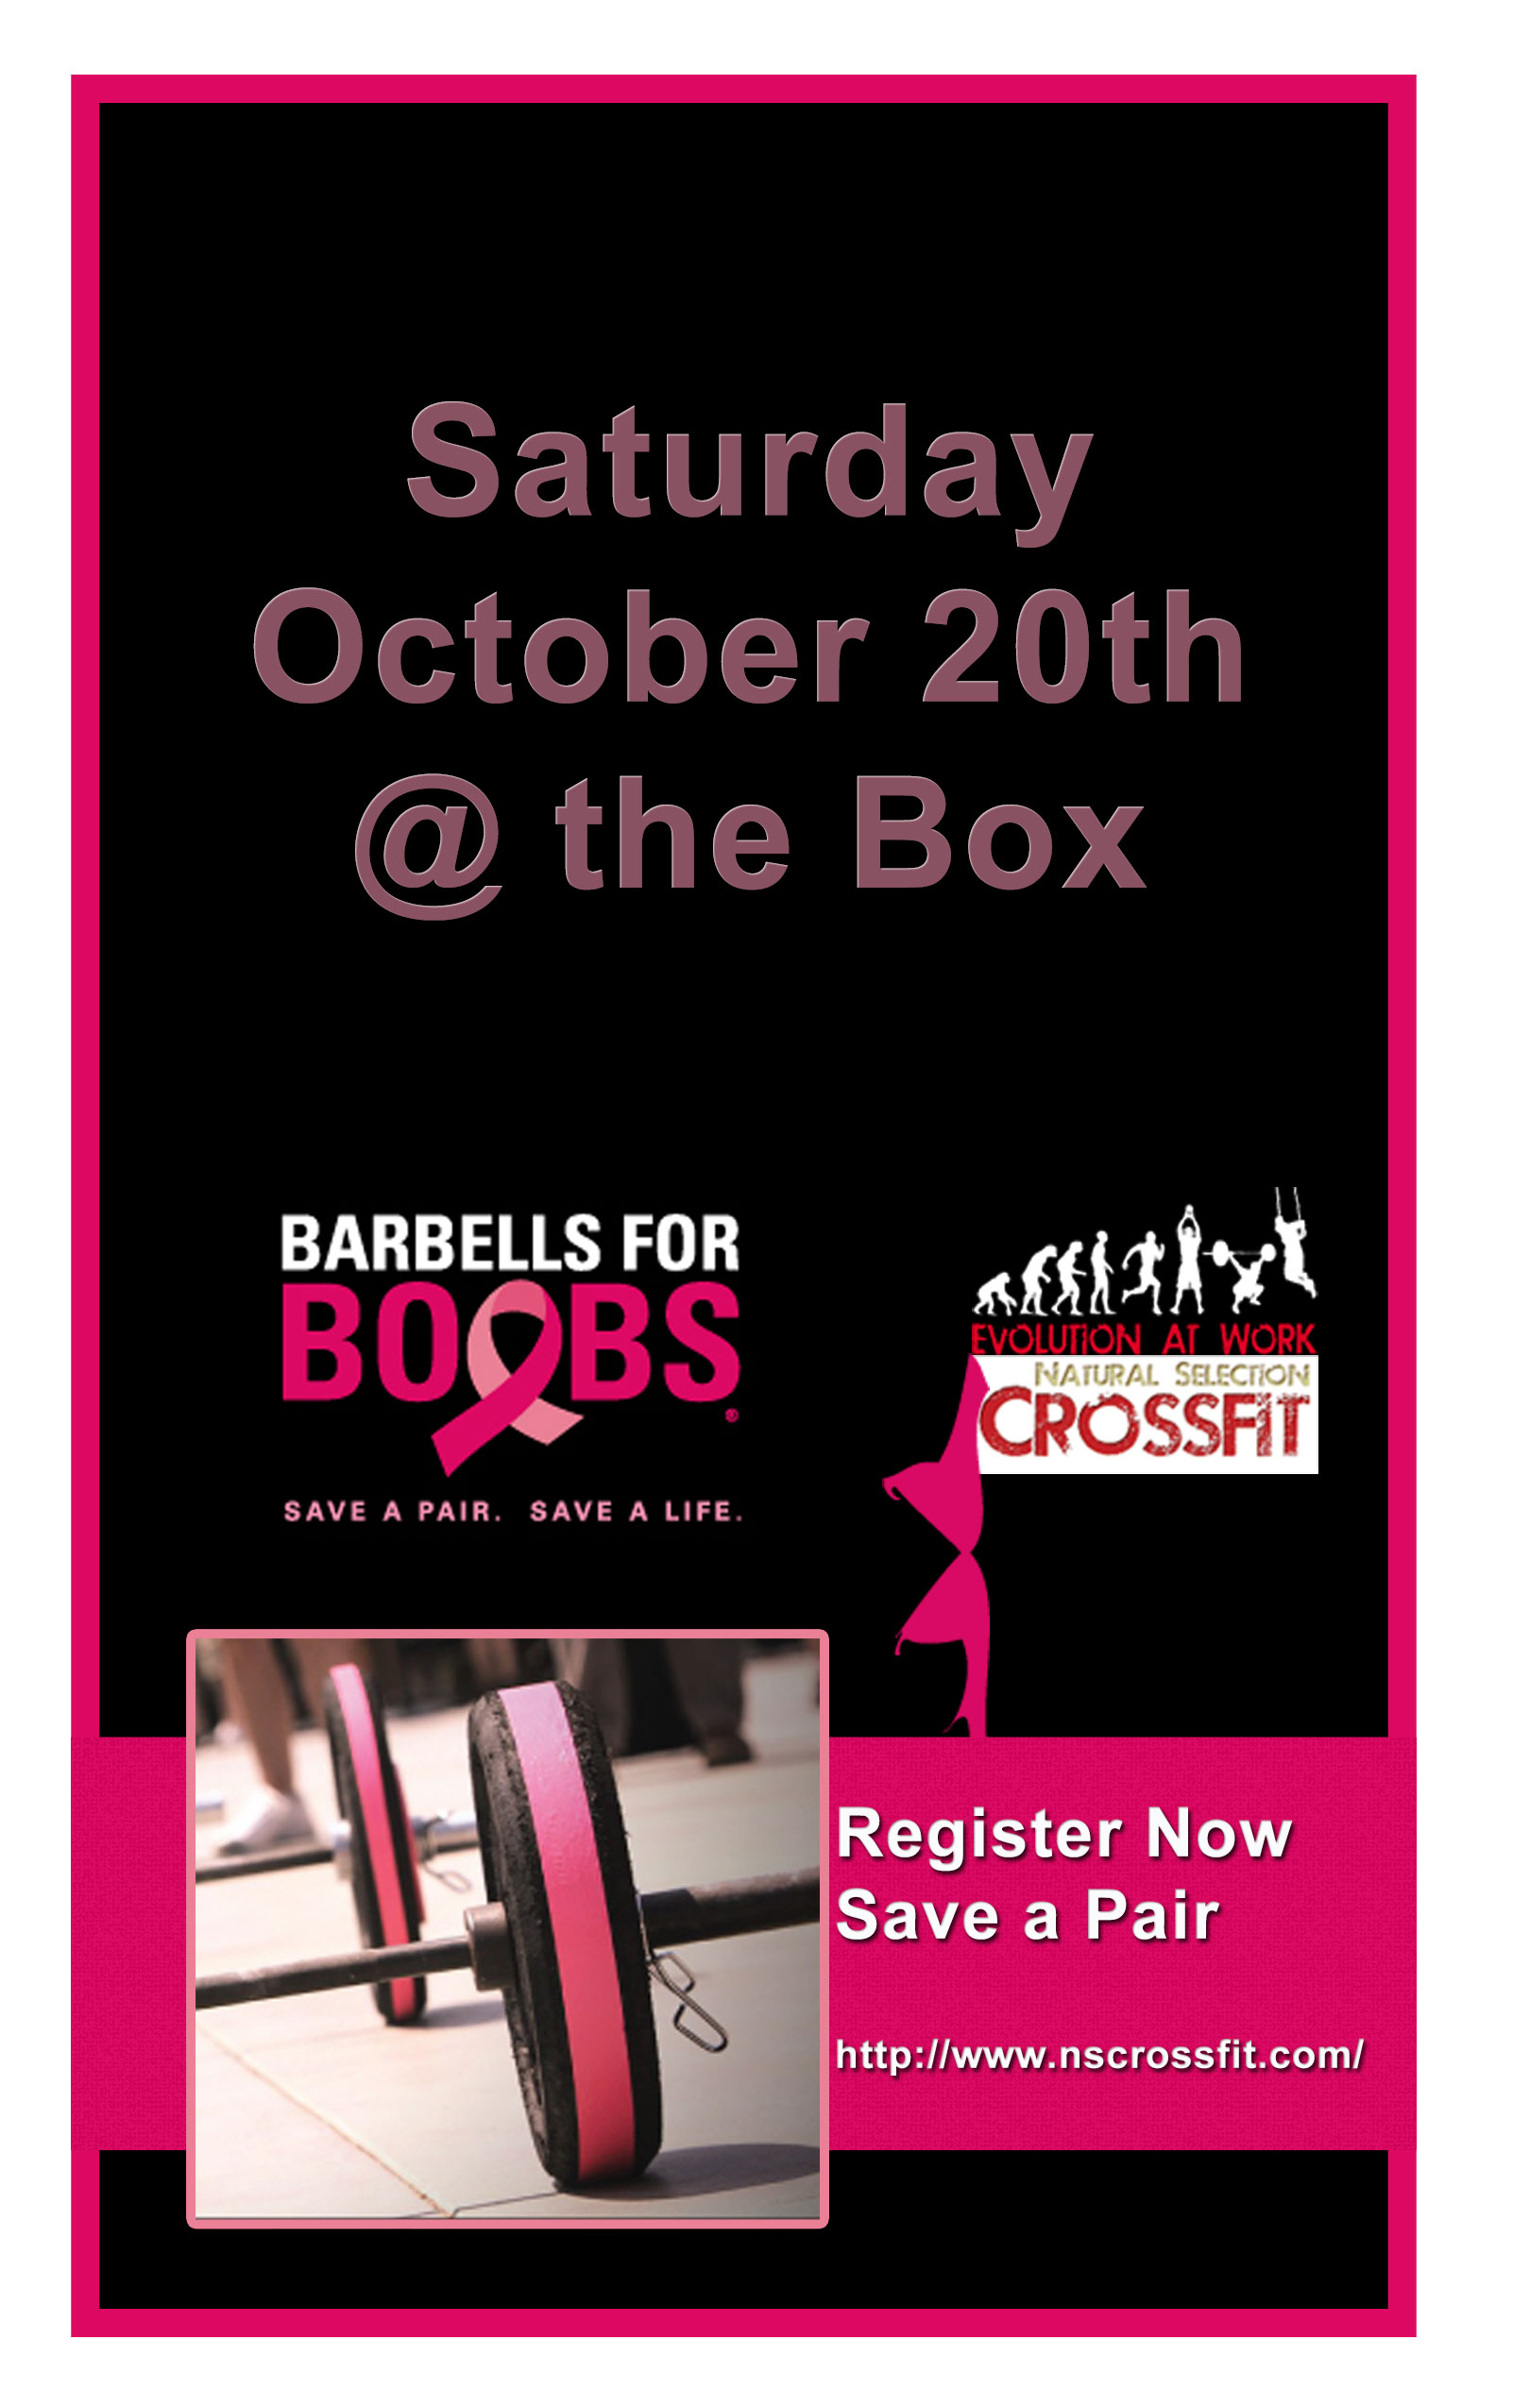 Saturday
October 20th
@ the Box
BARBELLS FOR
BOOBS
®
SAVE A PAIR. SAVE A LIFE.
EVOLUTION AT WORK
NATURAL SELECTION
CROSSFIT
Register Now
Save a Pair
http://www.nscrossfit.com/